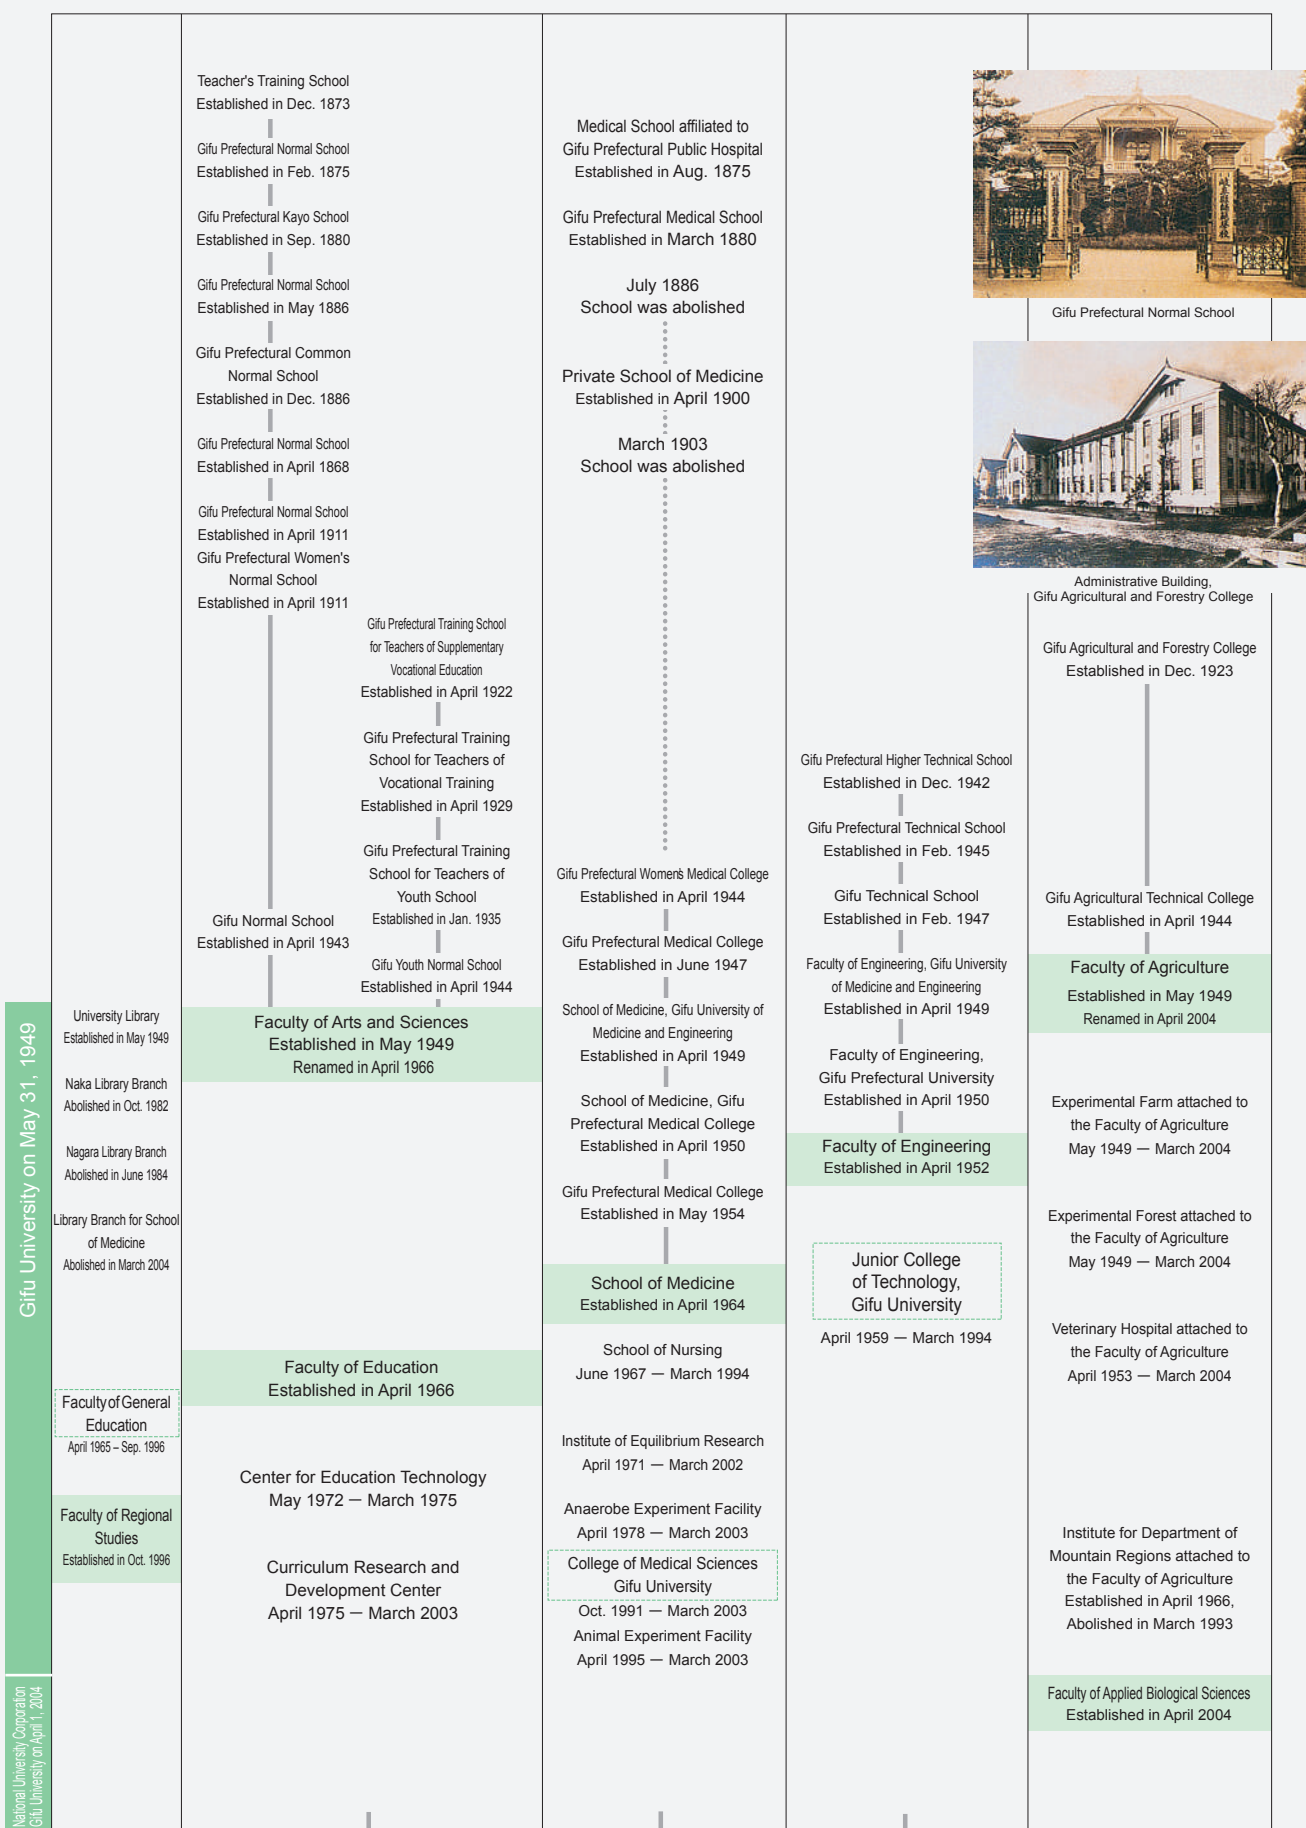 Gifu University on May 31, 1949
National University Corporation
Gifu University on April 1, 2004
University Library
Established in May 1949
Naka Library Branch
Abolished in Oct. 1982
Nagara Library Branch
Abolished in June 1984
Library Branch for School
of Medicine
Abolished in March 2004
Faculty of General
Education
April 1965 – Sep. 1996
Faculty of Regional
Studies
Established in Oct. 1996
Teacher's Training School
Established in Dec. 1873
Gifu Prefectural Normal School
Established in Feb. 1875
Gifu Prefectural Kayo School
Established in Sep. 1880
Gifu Prefectural Normal School
Established in May 1886
Gifu Prefectural Common
Normal School
Established in Dec. 1886
Gifu Prefectural Normal School
Established in April 1868
Gifu Prefectural Normal School
Established in April 1911
Gifu Prefectural Women's
Normal School
Established in April 1911
Gifu Prefectural Training School
for Teachers of Supplementary
Vocational Education
Established in April 1922
Gifu Prefectural Training
School for Teachers of
Vocational Training
Established in April 1929
Gifu Prefectural Training
School for Teachers of
Youth School
Established in Jan. 1935
Gifu Normal School
Established in April 1943
Gifu Youth Normal School
Established in April 1944
Faculty of Arts and Sciences
Established in May 1949
Renamed in April 1966
Faculty of Education
Established in April 1966
Center for Education Technology
May 1972 — March 1975
Curriculum Research and
Development Center
April 1975 — March 2003
Medical School affiliated to
Gifu Prefectural Public Hospital
Established in Aug. 1875
Gifu Prefectural Medical School
Established in March 1880
July 1886
School was abolished
Private School of Medicine
Established in April 1900
March 1903
School was abolished
Gifu Prefectural Women's Medical College
Established in April 1944
Gifu Prefectural Medical College
Established in June 1947
School of Medicine, Gifu University of
Medicine and Engineering
Established in April 1949
School of Medicine, Gifu
Prefectural Medical College
Established in April 1950
Gifu Prefectural Medical College
Established in May 1954
School of Medicine
Established in April 1964
School of Nursing
June 1967 — March 1994
Institute of Equilibrium Research
April 1971 — March 2002
Anaerobe Experiment Facility
April 1978 — March 2003
College of Medical Sciences
Gifu University
Oct. 1991 — March 2003
Animal Experiment Facility
April 1995 — March 2003
Gifu Prefectural Higher Technical School
Established in Dec. 1942
Gifu Prefectural Technical School
Established in Feb. 1945
Gifu Technical School
Established in Feb. 1947
Faculty of Engineering, Gifu University
of Medicine and Engineering
Established in April 1949
Faculty of Engineering,
Gifu Prefectural University
Established in April 1950
Faculty of Engineering
Established in April 1952
Junior College
of Technology,
Gifu University
April 1959 — March 1994
Gifu Prefectural Normal School
Administrative Building,
Gifu Agricultural and Forestry College
Gifu Agricultural and Forestry College
Established in Dec. 1923
Gifu Agricultural Technical College
Established in April 1944
Faculty of Agriculture
Established in May 1949
Renamed in April 2004
Experimental Farm attached to
the Faculty of Agriculture
May 1949 — March 2004
Experimental Forest attached to
the Faculty of Agriculture
May 1949 — March 2004
Veterinary Hospital attached to
the Faculty of Agriculture
April 1953 — March 2004
Institute for Department of
Mountain Regions attached to
the Faculty of Agriculture
Established in April 1966,
Abolished in March 1993
Faculty of Applied Biological Sciences
Established in April 2004